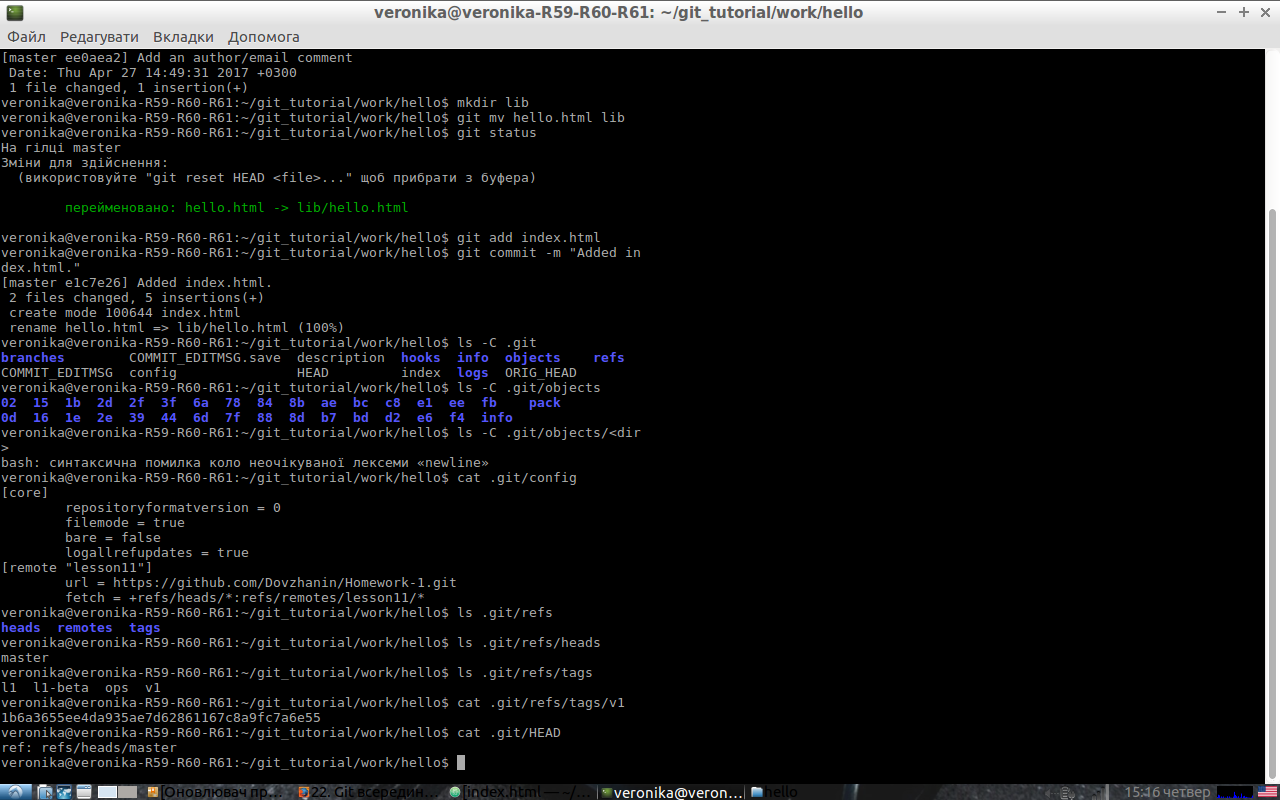 veronika@veronika-R59-R60-R61: ~/git_tutorial/work/hello
Файл Редагувати Вкладки Допомога
[master ee0aea2] Add an author/email comment
 Date: Thu Apr 27 14:49:31 2017 +0300
 1 file changed, 1 insertion(+)
veronika@veronika-R59-R60-R61:~/git_tutorial/work/hello$ mkdir lib
veronika@veronika-R59-R60-R61:~/git_tutorial/work/hello$ git mv hello.html lib
veronika@veronika-R59-R60-R61:~/git_tutorial/work/hello$ git status
На гілці master
Зміни для здійснення:
  (використовуйте "git reset HEAD <file>..." щоб прибрати з буфера)
        перейменовано: hello.html -> lib/hello.html
veronika@veronika-R59-R60-R61:~/git_tutorial/work/hello$ git add index.html
veronika@veronika-R59-R60-R61:~/git_tutorial/work/hello$ git commit -m "Added in
dex.html."
[master e1c7e26] Added index.html.
 2 files changed, 5 insertions(+)
 create mode 100644 index.html
 rename hello.html => lib/hello.html (100%)
veronika@veronika-R59-R60-R61:~/git_tutorial/work/hello$ ls -C .git
branches        COMMIT_EDITMSG.save  description  hooks  info  objects    refs
COMMIT_EDITMSG  config               HEAD         index  logs  ORIG_HEAD
veronika@veronika-R59-R60-R61:~/git_tutorial/work/hello$ ls -C .git/objects
02  15  1b  2d  2f  3f  6a  78  84  8b  ae  bc  c8  e1  ee  fb    pack
0d  16  1e  2e  39  44  6d  7f  88  8d  b7  bd  d2  e6  f4  info
veronika@veronika-R59-R60-R61:~/git_tutorial/work/hello$ ls -C .git/objects/<dir
>
bash: синтаксична помилка коло неочікуваної лексеми «newline»
veronika@veronika-R59-R60-R61:~/git_tutorial/work/hello$ cat .git/config
[core]
        repositoryformatversion = 0
        filemode = true
        bare = false
        logallrefupdates = true
[remote "lesson11"]
        url = https://github.com/Dovzhanin/Homework-1.git
        fetch = +refs/heads/*:refs/remotes/lesson11/*
veronika@veronika-R59-R60-R61:~/git_tutorial/work/hello$ ls .git/refs
heads  remotes  tags
veronika@veronika-R59-R60-R61:~/git_tutorial/work/hello$ ls .git/refs/heads
master
veronika@veronika-R59-R60-R61:~/git_tutorial/work/hello$ ls .git/refs/tags
l1  l1-beta  ops  v1
veronika@veronika-R59-R60-R61:~/git_tutorial/work/hello$ cat .git/refs/tags/v1
1b6a3655ee4da935ae7d62861167c8a9fc7a6e55
veronika@veronika-R59-R60-R61:~/git_tutorial/work/hello$ cat .git/HEAD
ref: refs/heads/master
veronika@veronika-R59-R60-R61:~/git_tutorial/work/hello$
[Оновлювач пр... 22. Git всередин... [index.html — ~/... veronika@veron... hello 15:16 четвер